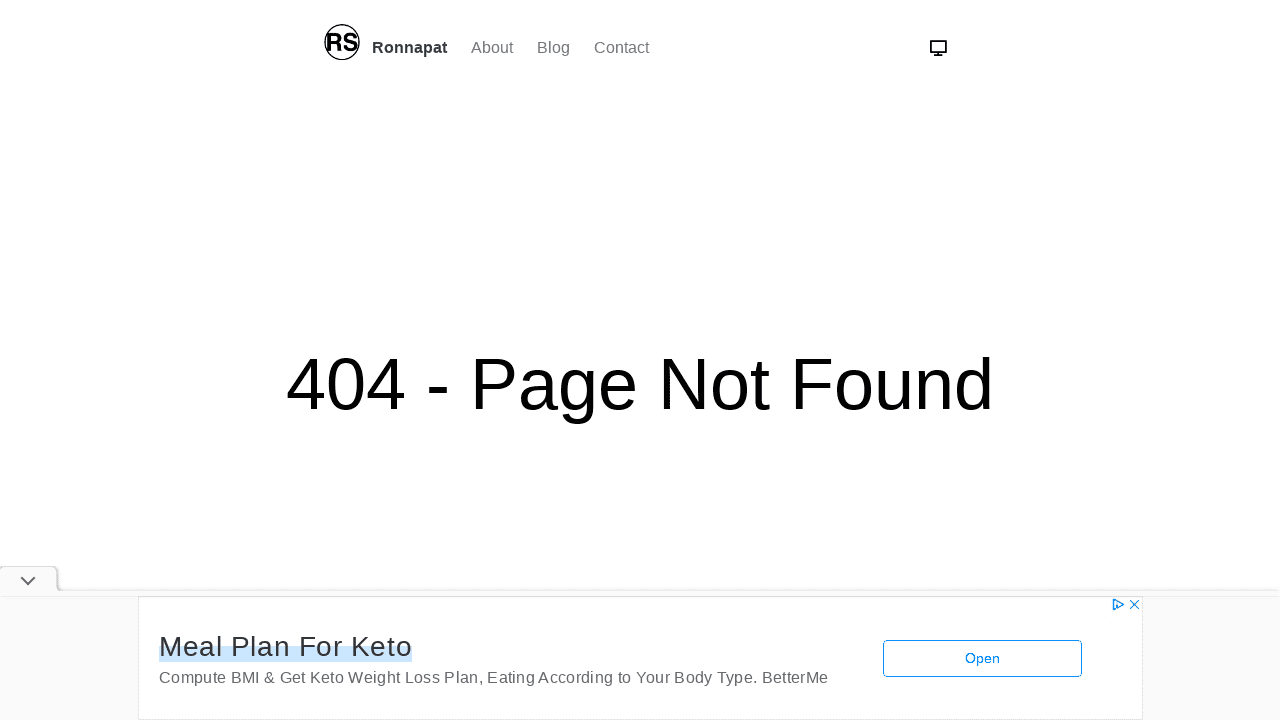 RS Ronnapat About Blog Contact
404 - Page Not Found
Meal Plan For Keto
Compute BMI & Get Keto Weight Loss Plan, Eating According to Your Body Type. BetterMe
Open